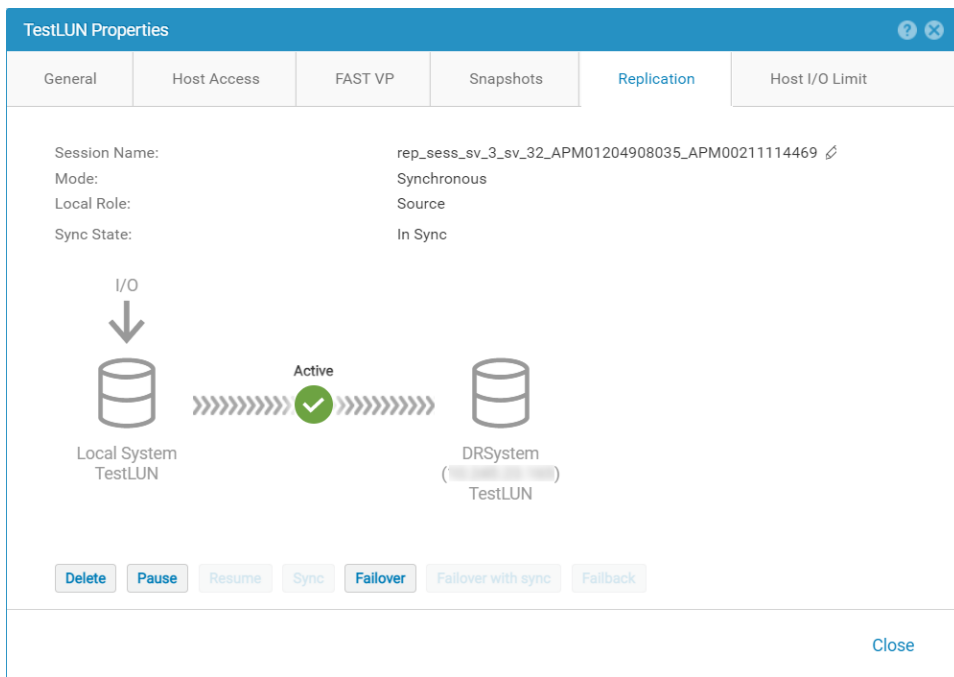 TestLUN Properties
General Host Access FAST VP Snapshots Replication Host I/O Limit
Session Name: rep_sess_sv_3_sv_32_APM01204908035_APM00211114469
Mode: Synchronous
Local Role: Source
Sync State: In Sync
I/O
Active
Local System
TestLUN
DRSystem
( )
TestLUN
Delete Pause Resume Sync Failover Failover with sync Failback
Close